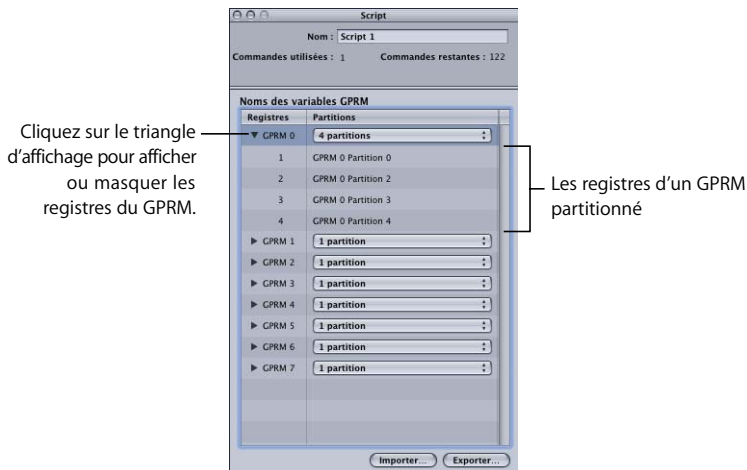 Script
Nom : Script 1
Commandes utilisées : 1 Commandes restantes : 122
Noms des variables GPRM
Registres Partitions
GPRM 0 4 partitions
1 GPRM 0 Partition 0
2 GPRM 0 Partition 2
3 GPRM 0 Partition 3
4 GPRM 0 Partition 4
GPRM 1 1 partition
GPRM 2 1 partition
GPRM 3 1 partition
GPRM 4 1 partition
GPRM 5 1 partition
GPRM 6 1 partition
GPRM 7 1 partition
Importer... Exporter...
Cliquez sur le triangle
d'affichage pour afficher
ou masquer les
registres du GPRM.
Les registres d'un GPRM
partitionné